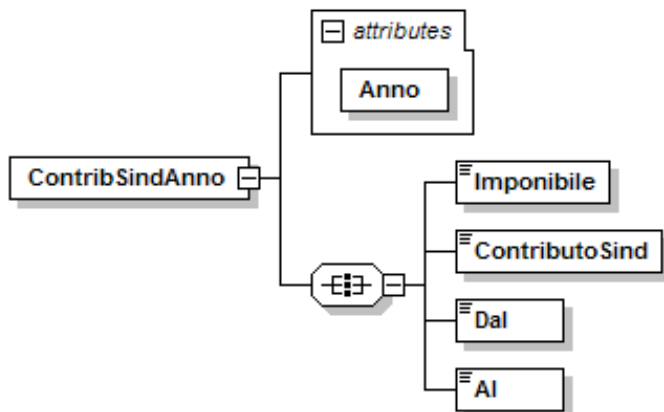 attributes
Anno
ContribSindAnno
Imponibile
ContributoSind
Dal
Al